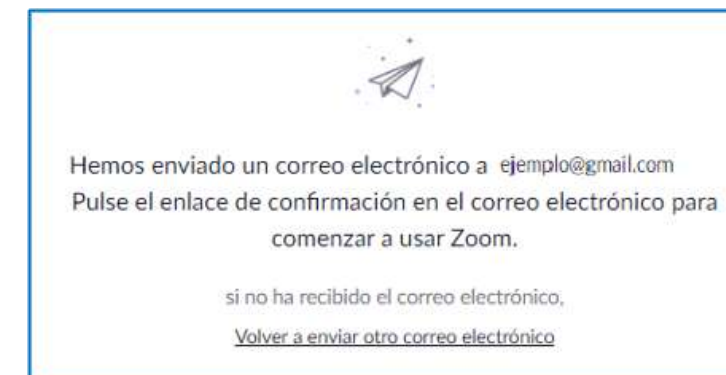 Hemos enviado un correo electrónico a ejemplo@gmail.com
Pulse el enlace de confirmación en el correo electrónico para
comenzar a usar Zoom.
si no ha recibido el correo electrónico,
Volver a enviar otro correo electrónico